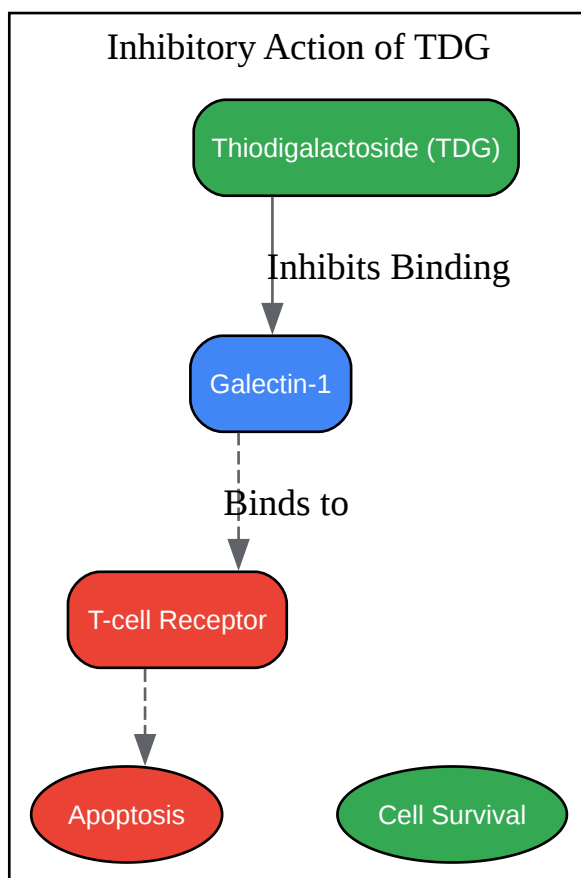 Inhibitory Action of TDG
Thiodigalactoside (TDG)
Inhibits Binding
Galectin-1
Binds to
T-cell Receptor
Apoptosis
Cell Survival